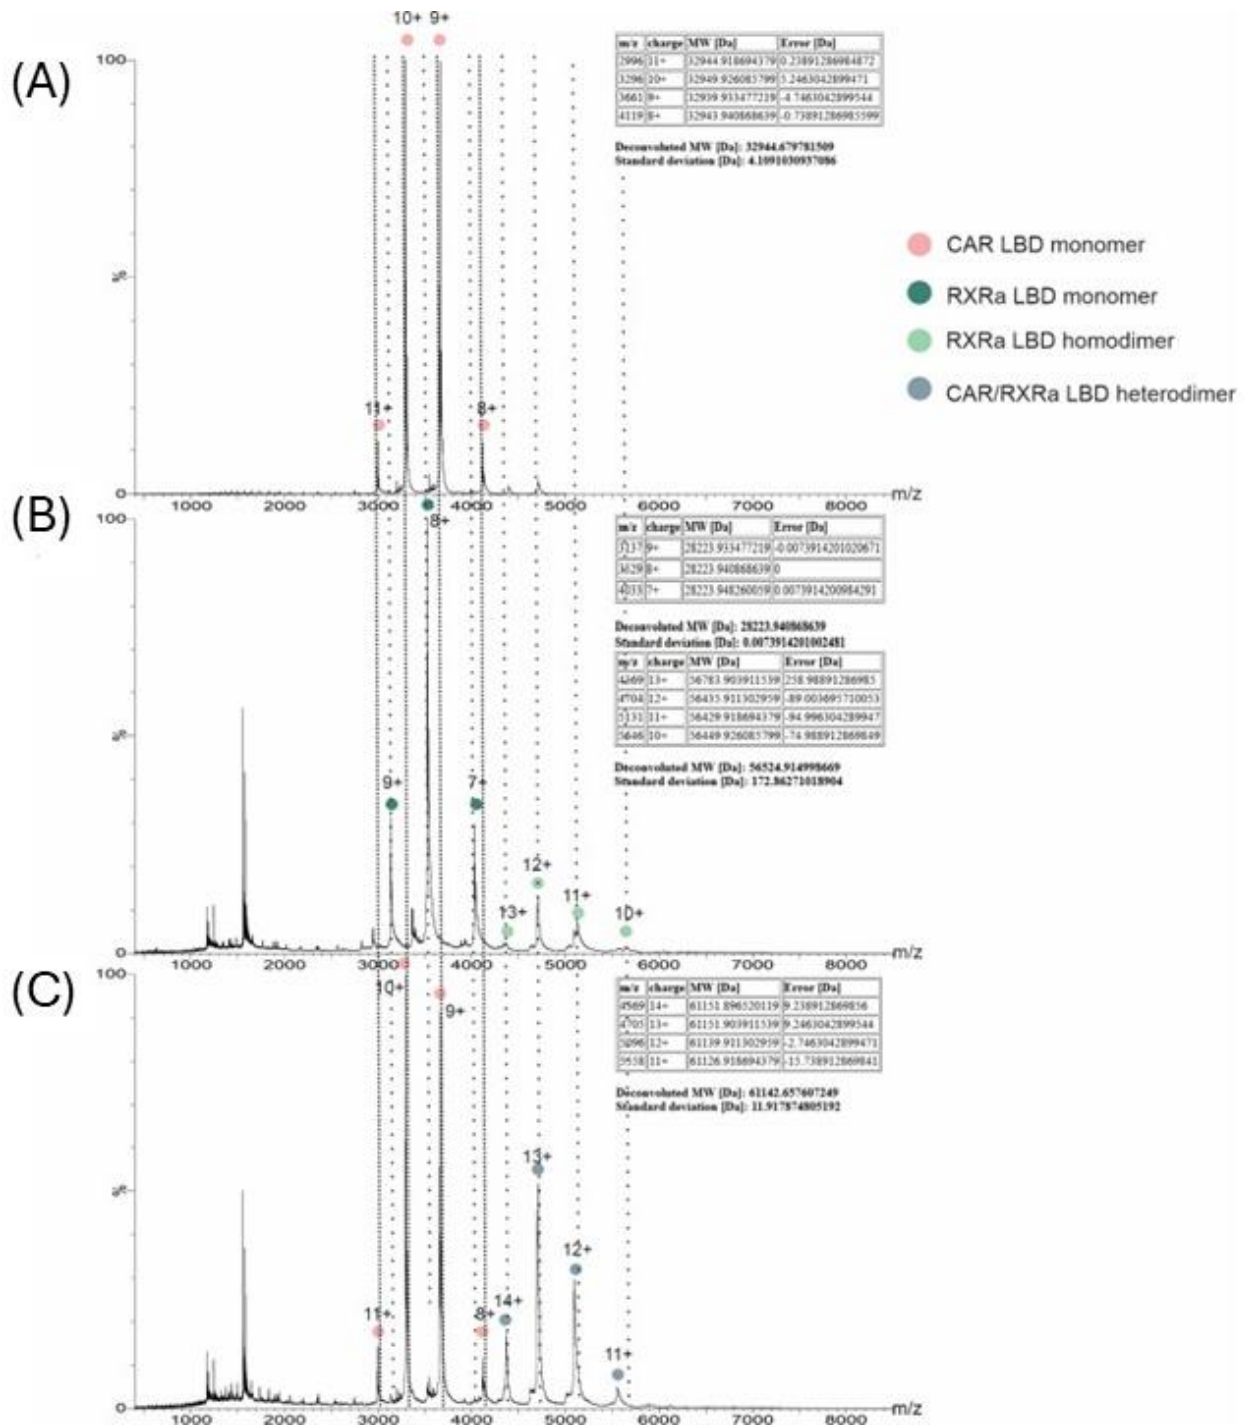 10+ 9+
(A)
100
%
0
11+
8+
1000 2000 3000 4000 5000 6000 7000 8000 m/z
m/z charge MW [Da] Error [Da]
2996 11+ 32944.918694379 0.23891286984872
3296 10+ 32949.926085799 5.2463042899471
3661 9+ 32939.933477219 -4.7463042899544
4119 8+ 32943.940868639 -0.73891286985599
Deconvoluted MW [Da]: 32944.679781509
Standard deviation [Da]: 4.1091030937086
CAR LBD monomer
RXRa LBD monomer
RXRa LBD homodimer
CAR/RXRa LBD heterodimer
(B)
100
%
0
8+
9+
7+
13+
12+
11+
10+
1000 2000 3000 4000 5000 6000 7000 8000 m/z
m/z charge MW [Da] Error [Da]
3137 9+ 28223.933477219 -0.0073914201020671
8+ 28223.940868639 0
7+ 28223.948260059 0.0073914200984291
Deconvoluted MW [Da]: 28223.940868639
Standard deviation [Da]: 0.0073914201002481
m/z charge MW [Da] Error [Da]
4369 13+ 56783.903911539 258.98891286985
4704 12+ 56435.911302959 -89.003695710053
5131 11+ 56429.918694379 -94.996304289947
5646 10+ 56449.926085799 -74.988912869849
Deconvoluted MW [Da]: 56524.914998669
Standard deviation [Da]: 172.86271018904
(C)
100
%
0
10+
9+
11+
8+
14+
13+
12+
11+
1000 2000 3000 4000 5000 6000 7000 8000 m/z
m/z charge MW [Da] Error [Da]
4369 14+ 61151.896520119 9.238912869856
4705 13+ 61151.903911539 9.2463042899544
5096 12+ 61139.911302959 -2.7463042899471
5558 11+ 61126.918694379 -15.738912869841
Deconvoluted MW [Da]: 61142.657607249
Standard deviation [Da]: 11.917874805192